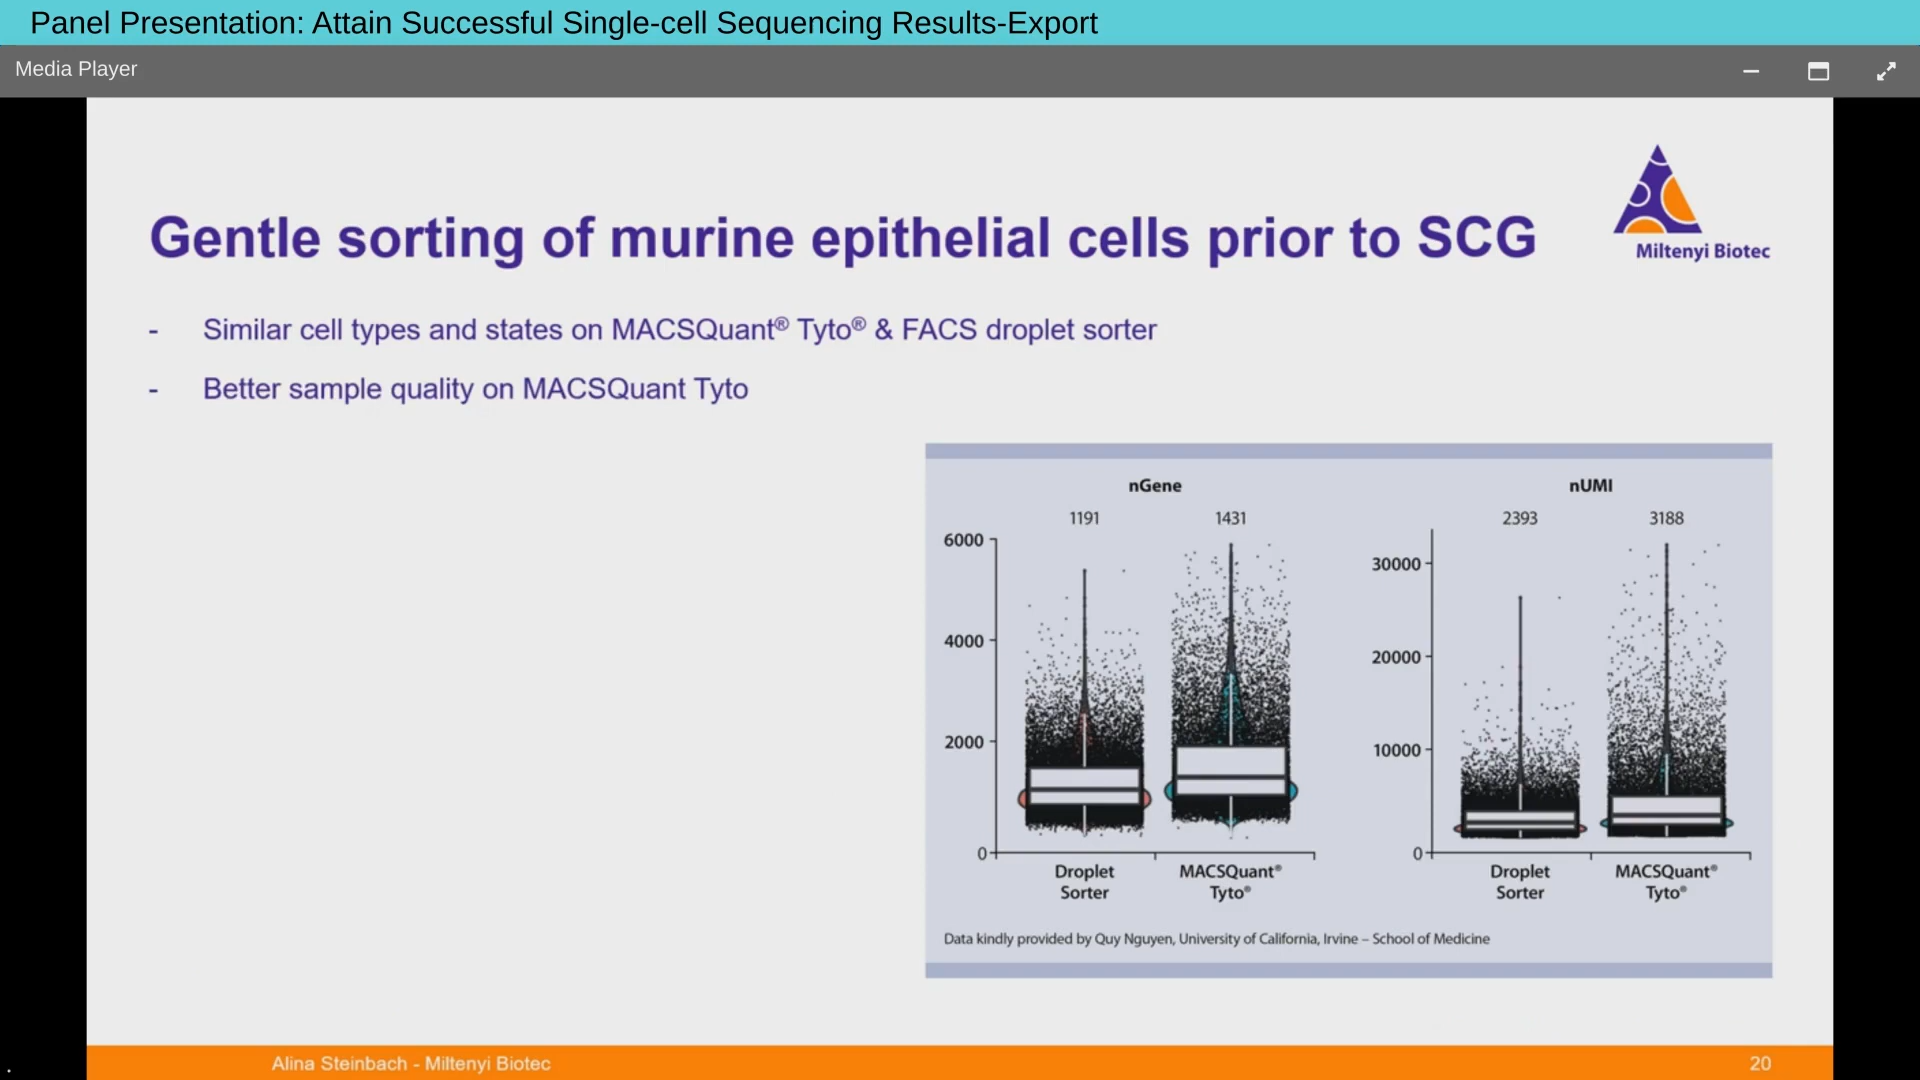 Panel Presentation: Attain Successful Single-cell Sequencing Results-Export
Media Player
Miltenyi Biotec
Gentle sorting of murine epithelial cells prior to SCG
- Similar cell types and states on MACSQuant® Tyto® & FACS droplet sorter
- Better sample quality on MACSQuant Tyto
nGene
1191 1431
6000
4000
2000
0
Droplet Sorter
MACSQuant® Tyto®
nUMI
2393 3188
30000
20000
10000
0
Droplet Sorter
MACSQuant® Tyto®
Data kindly provided by Quy Nguyen, University of California, Irvine – School of Medicine
Alina Steinbach - Miltenyi Biotec
20